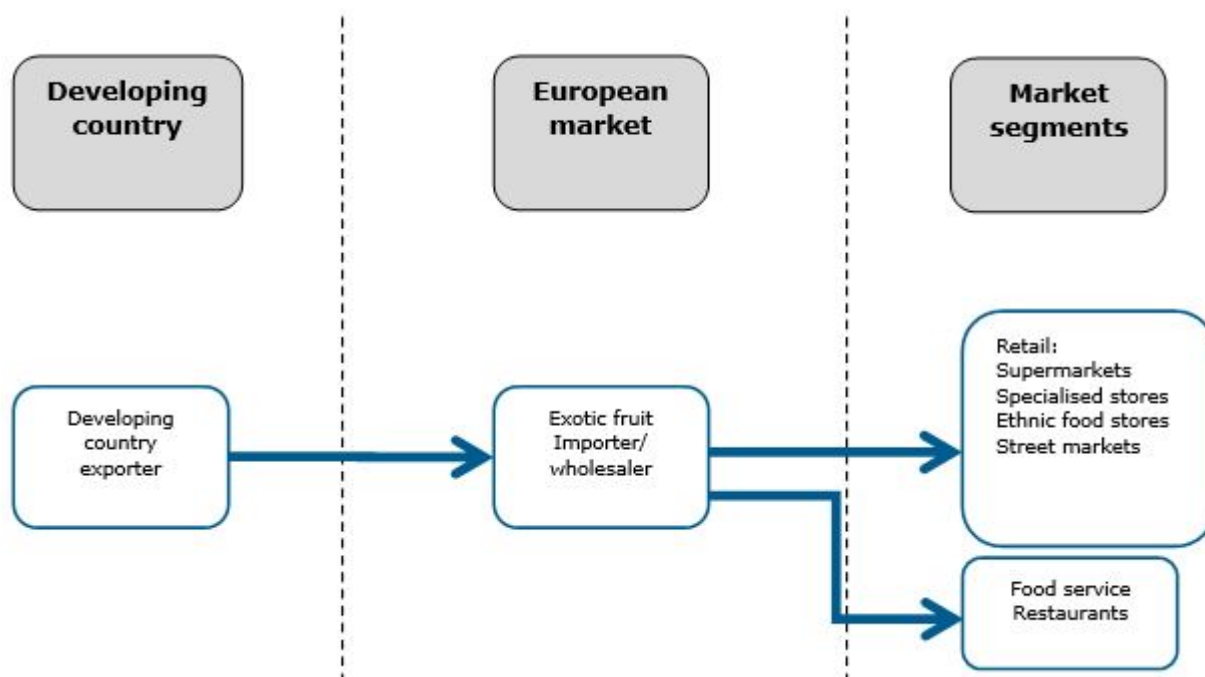 Developing
country
European
market
Market
segments
Developing
country
exporter
Exotic fruit
Importer/
wholesaler
Retail:
Supermarkets
Specialised stores
Ethnic food stores
Street markets
Food service
Restaurants